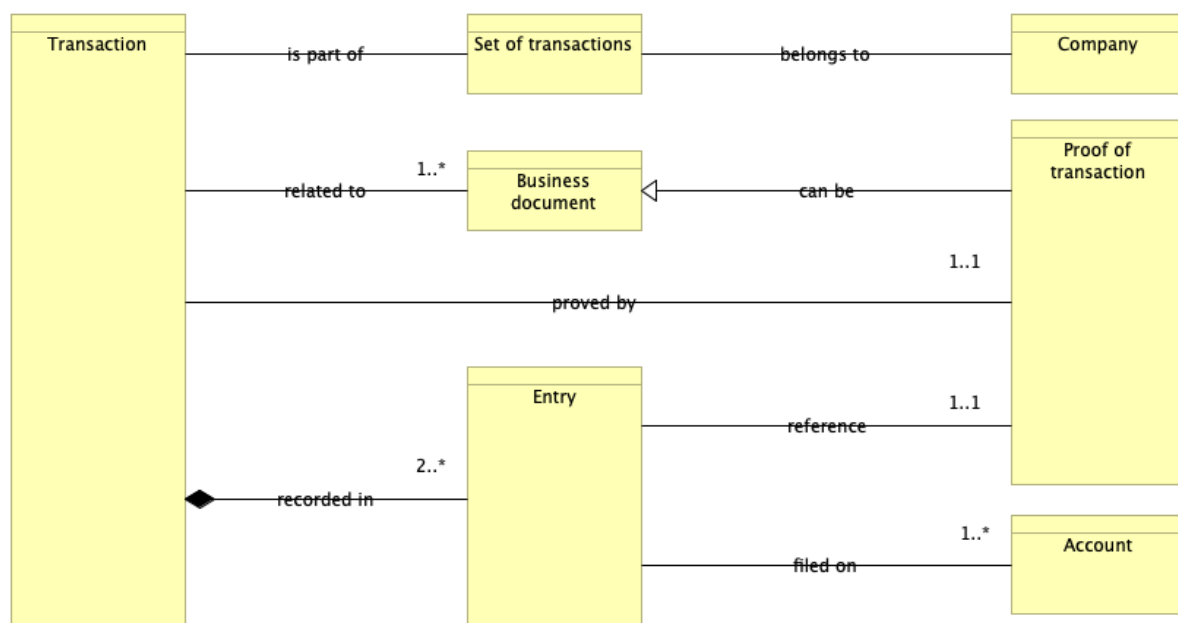 Transaction
is part of
Set of transactions
belongs to
Company
1..*
related to
Business
document
can be
Proof of
transaction
1..1
proved by
Entry
1..1
reference
2..*
recorded in
1..*
filed on
Account